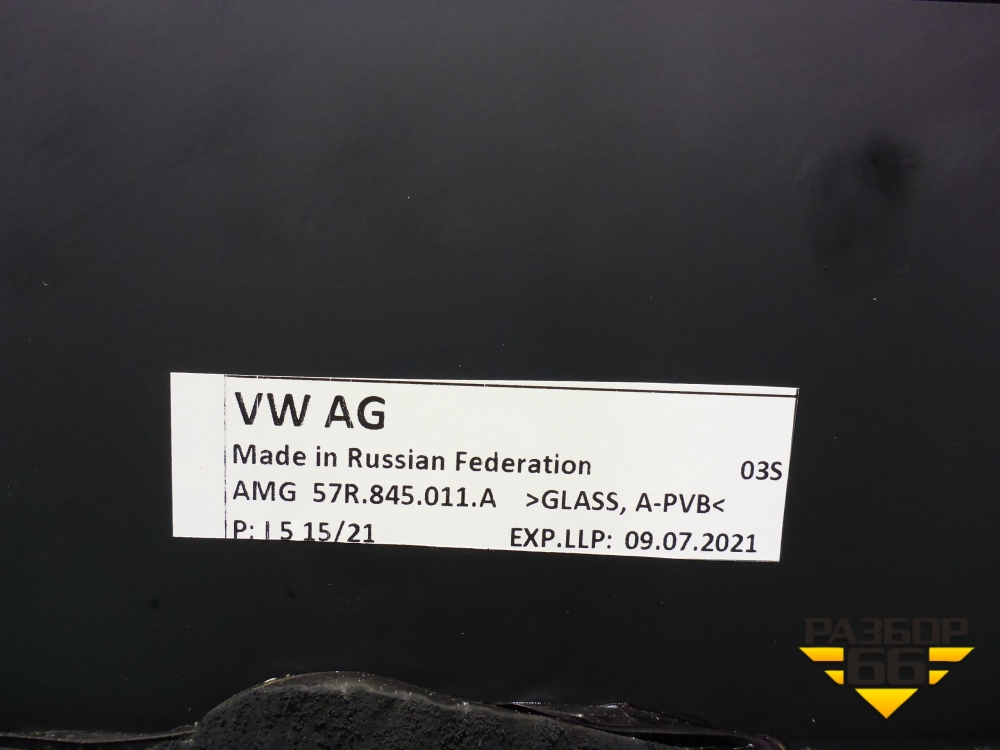 VW AG
Made in Russian Federation 03S
AMG 57R.845.011.A >GLASS, A-PVB<
P: I 5 15/21 EXP.LLP: 09.07.2021
РАЗБОР
66